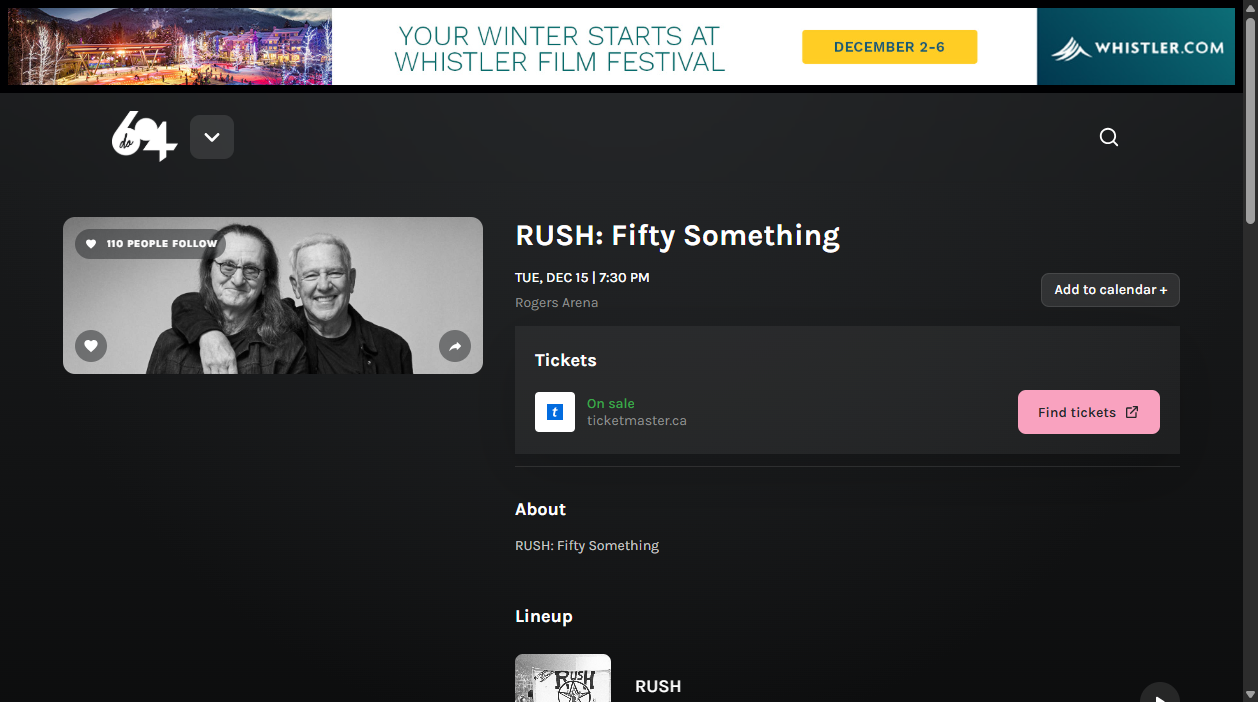 YOUR WINTER STARTS AT
WHISTLER FILM FESTIVAL
DECEMBER 2-6
WHISTLER.COM
do604
110 PEOPLE FOLLOW
RUSH: Fifty Something
TUE, DEC 15 | 7:30 PM
Rogers Arena
Add to calendar +
Tickets
t
On sale
ticketmaster.ca
Find tickets
About
RUSH: Fifty Something
Lineup
RUSH
RUSH